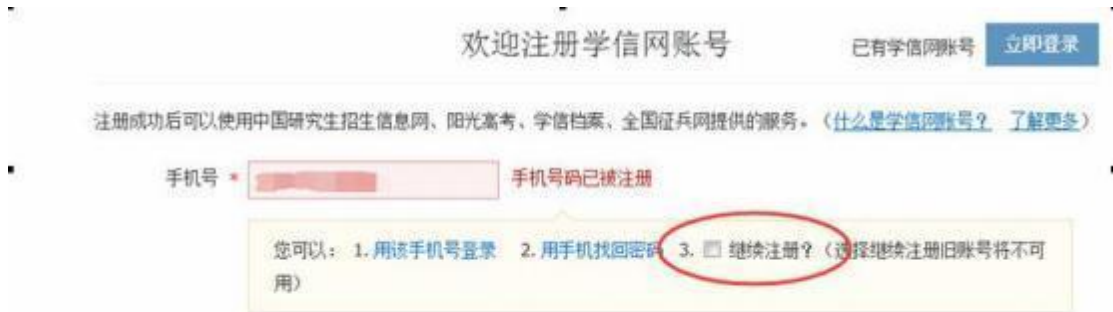 欢迎注册学信网账号 已有学信网账号 立即登录
注册成功后可以使用中国研究生招生信息网、阳光高考、学信档案、全国征兵网提供的服务。（什么是学信网账号？ 了解更多）
手机号 * 手机号码已被注册
您可以： 1. 用该手机号登录 2. 用手机找回密码 3. 继续注册？（选择继续注册旧账号将不可
用）